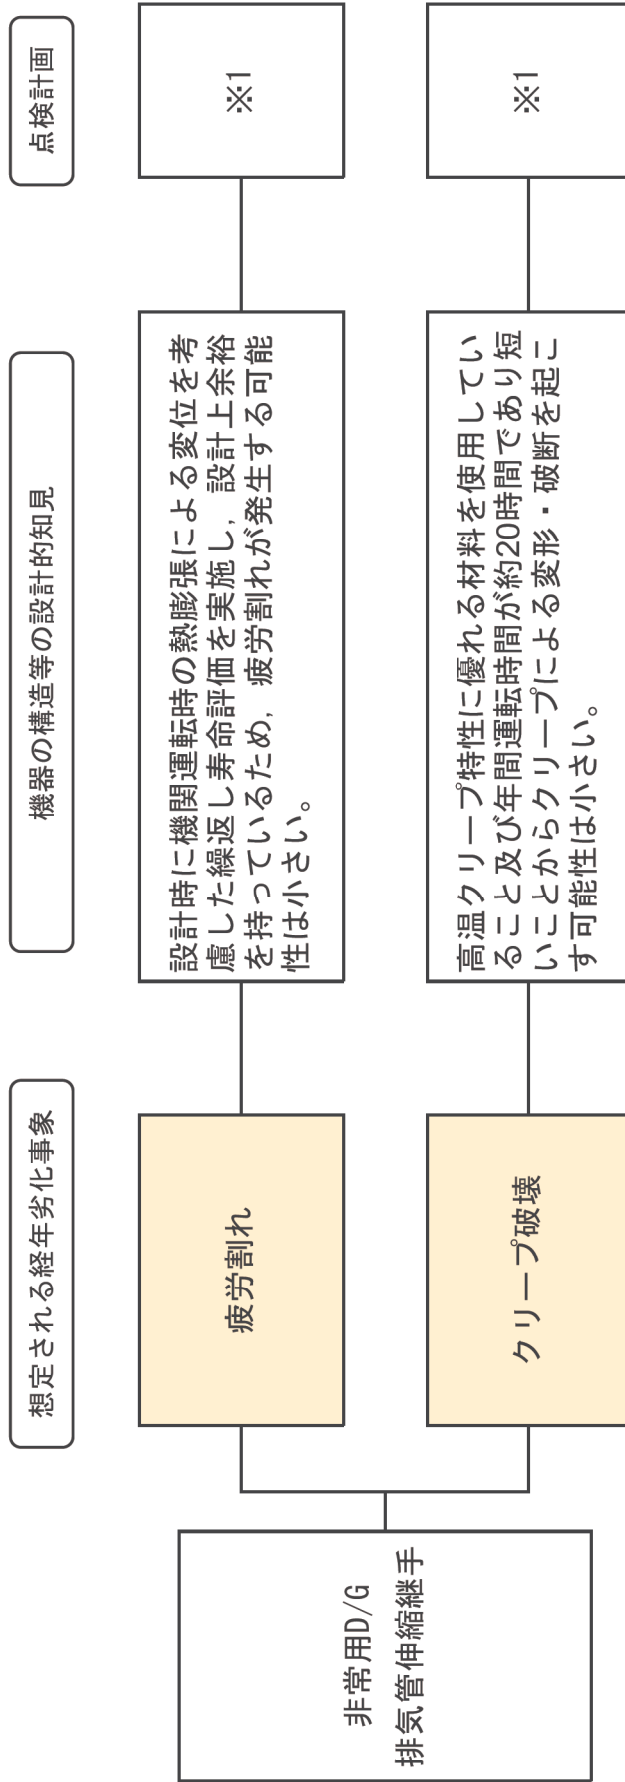 想定される経年劣化事象
機器の構造等の設計的知見
点検計画
非常用D/G
排気管伸縮継手
疲労割れ
設計時に機関運転時の熱膨張による変位を考
慮した繰返し寿命評価を実施し，設計上余裕
を持っているため，疲労割れが発生する可能
性は小さい。
※1
クリープ破壊
高温クリープ特性に優れる材料を使用してい
ること及び年間運転時間が約20時間であり短
いことからクリープによる変形・破断を起こ
す可能性は小さい。
※1